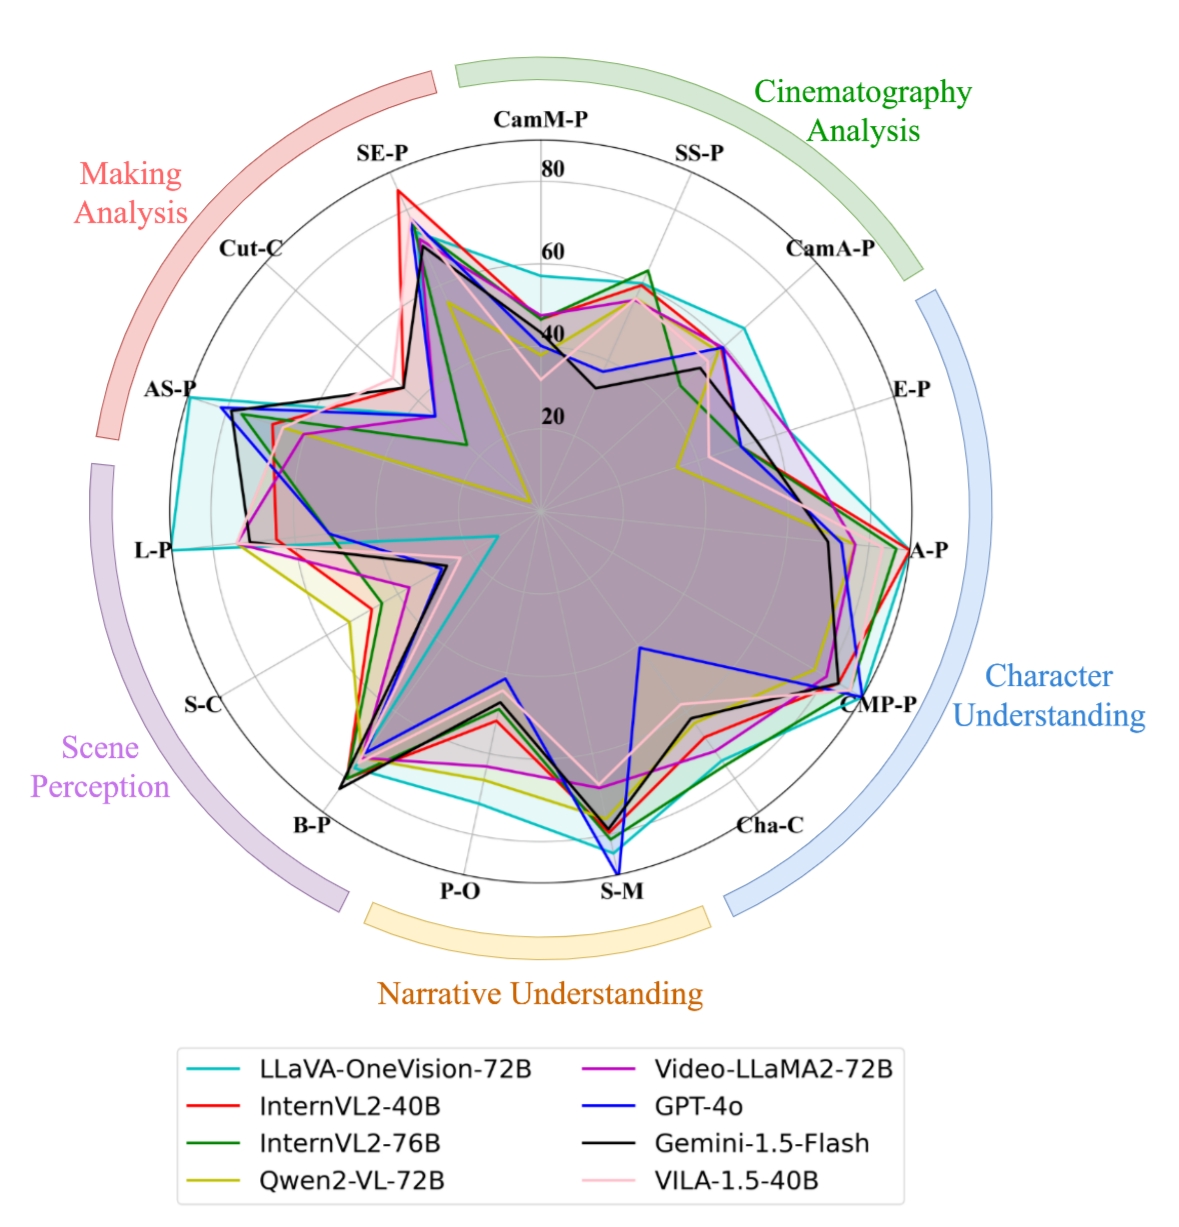 Cinematography
Analysis
CamM-P
SE-P
SS-P
80
Making
Analysis
Cut-C
CamA-P
60
40
AS-P
E-P
20
L-P
A-P
S-C
CMP-P
Character
Understanding
Scene
Perception
B-P
Cha-C
P-O
S-M
Narrative Understanding
LLaVA-OneVision-72B
InternVL2-40B
InternVL2-76B
Qwen2-VL-72B
Video-LLaMA2-72B
GPT-4o
Gemini-1.5-Flash
VILA-1.5-40B